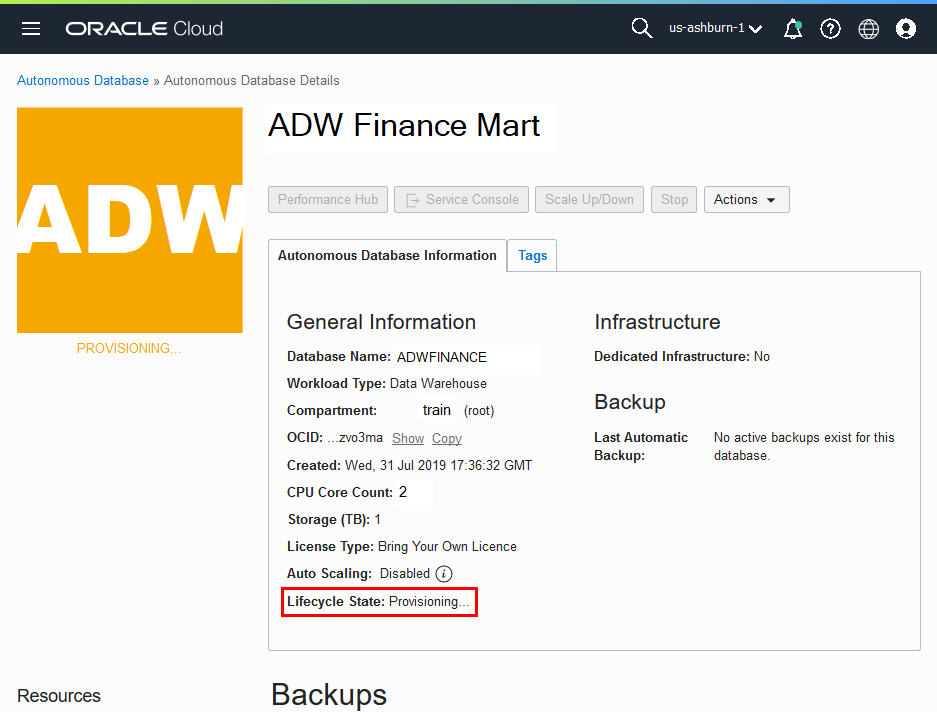 ORACLE Cloud
us-ashburn-1
Autonomous Database » Autonomous Database Details
ADW
PROVISIONING...
ADW Finance Mart
Performance Hub Service Console Scale Up/Down Stop Actions
Autonomous Database Information Tags
General Information
Database Name: ADWFINANCE
Workload Type: Data Warehouse
Compartment: train (root)
OCID: ...zvo3ma Show Copy
Created: Wed, 31 Jul 2019 17:36:32 GMT
CPU Core Count: 2
Storage (TB): 1
License Type: Bring Your Own Licence
Auto Scaling: Disabled
Lifecycle State: Provisioning...
Infrastructure
Dedicated Infrastructure: No
Backup
Last Automatic Backup: No active backups exist for this database.
Resources
Backups